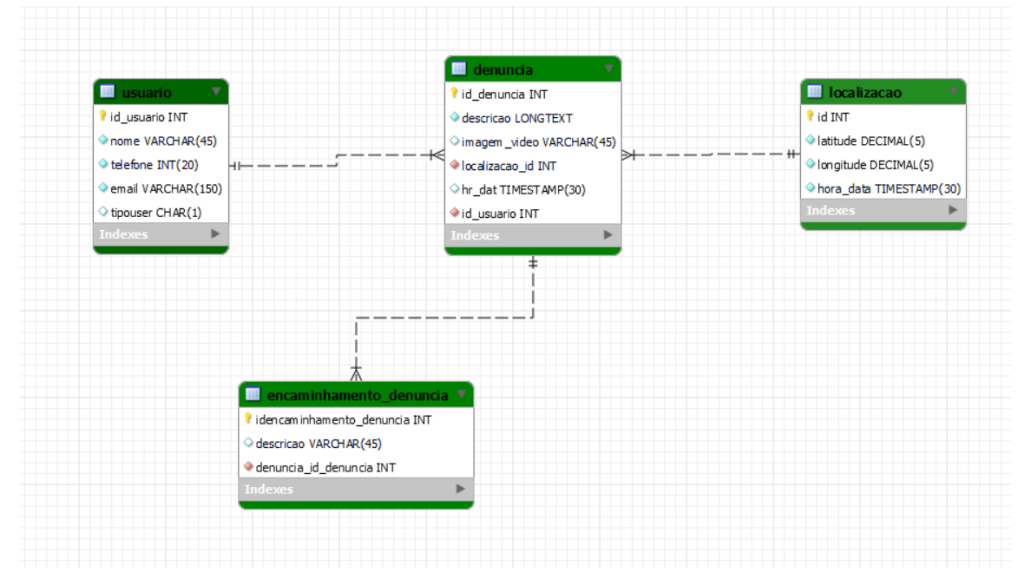 usuario
id_usuario INT
nome VARCHAR(45)
telefone INT(20)
email VARCHAR(150)
tipouser CHAR(1)
Indexes
denuncia
id_denuncia INT
descricao LONGTEXT
imagem_video VARCHAR(45)
localizacao_id INT
hr_dat TIMESTAMP(30)
id_usuario INT
Indexes
localizacao
id INT
latitude DECIMAL(5)
longitude DECIMAL(5)
hora_data TIMESTAMP(30)
Indexes
encaminhamento_denuncia
idencaminhamento_denuncia INT
descricao VARCHAR(45)
denuncia_id_denuncia INT
Indexes